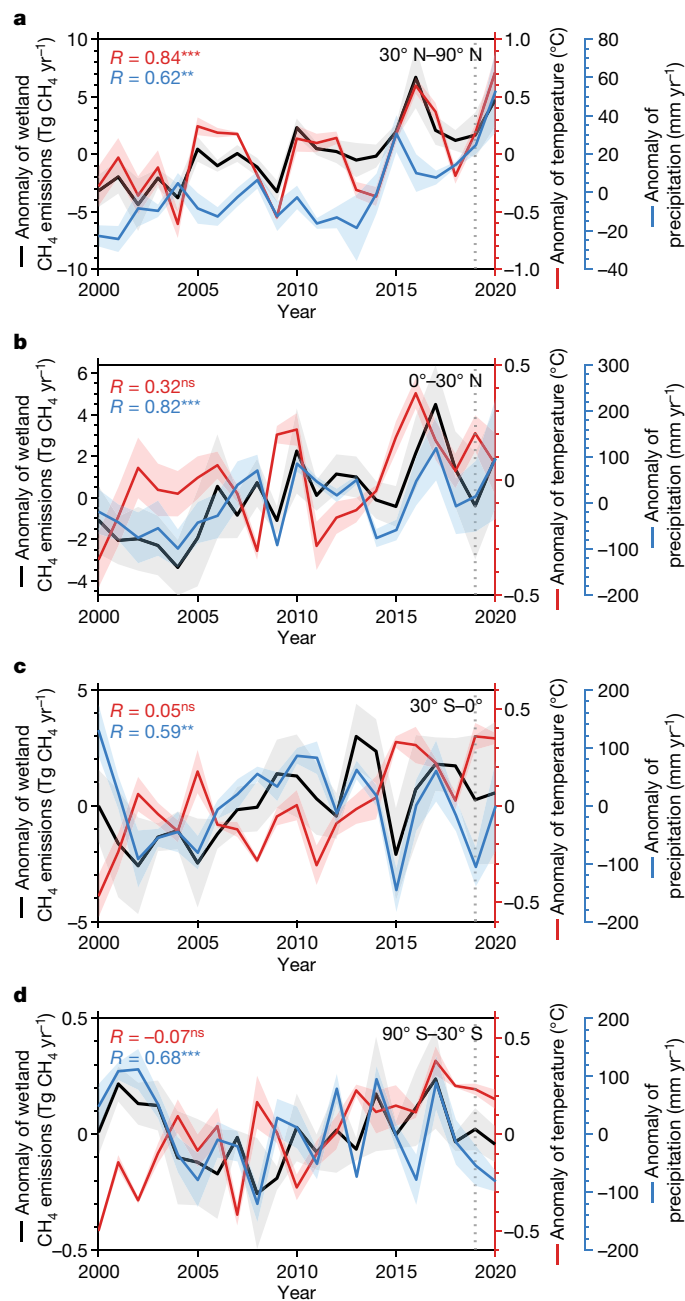 a
R = 0.84***
R = 0.62**
30° N–90° N
Anomaly of wetland
CH₄ emissions (Tg CH₄ yr⁻¹)
10
5
0
−5
−10
1.0
0.5
0
−0.5
−1.0
Anomaly of temperature (°C)
80
60
40
20
0
−20
−40
Anomaly of
precipitation (mm yr⁻¹)
2000 2005 2010 2015 2020
Year
b
R = 0.32ⁿˢ
R = 0.82***
0°–30° N
Anomaly of wetland
CH₄ emissions (Tg CH₄ yr⁻¹)
6
4
2
0
−2
−4
0.5
0
−0.5
Anomaly of temperature (°C)
300
200
100
0
−100
−200
Anomaly of
precipitation (mm yr⁻¹)
2000 2005 2010 2015 2020
Year
c
R = 0.05ⁿˢ
R = 0.59**
30° S–0°
Anomaly of wetland
CH₄ emissions (Tg CH₄ yr⁻¹)
5
0
−5
0.5
0
−0.5
Anomaly of temperature (°C)
200
100
0
−100
−200
Anomaly of
precipitation (mm yr⁻¹)
2000 2005 2010 2015 2020
Year
d
R = −0.07ⁿˢ
R = 0.68***
90° S–30° S
Anomaly of wetland
CH₄ emissions (Tg CH₄ yr⁻¹)
0.5
0
−0.5
0.5
0
−0.5
Anomaly of temperature (°C)
200
100
0
−100
−200
Anomaly of
precipitation (mm yr⁻¹)
2000 2005 2010 2015 2020
Year